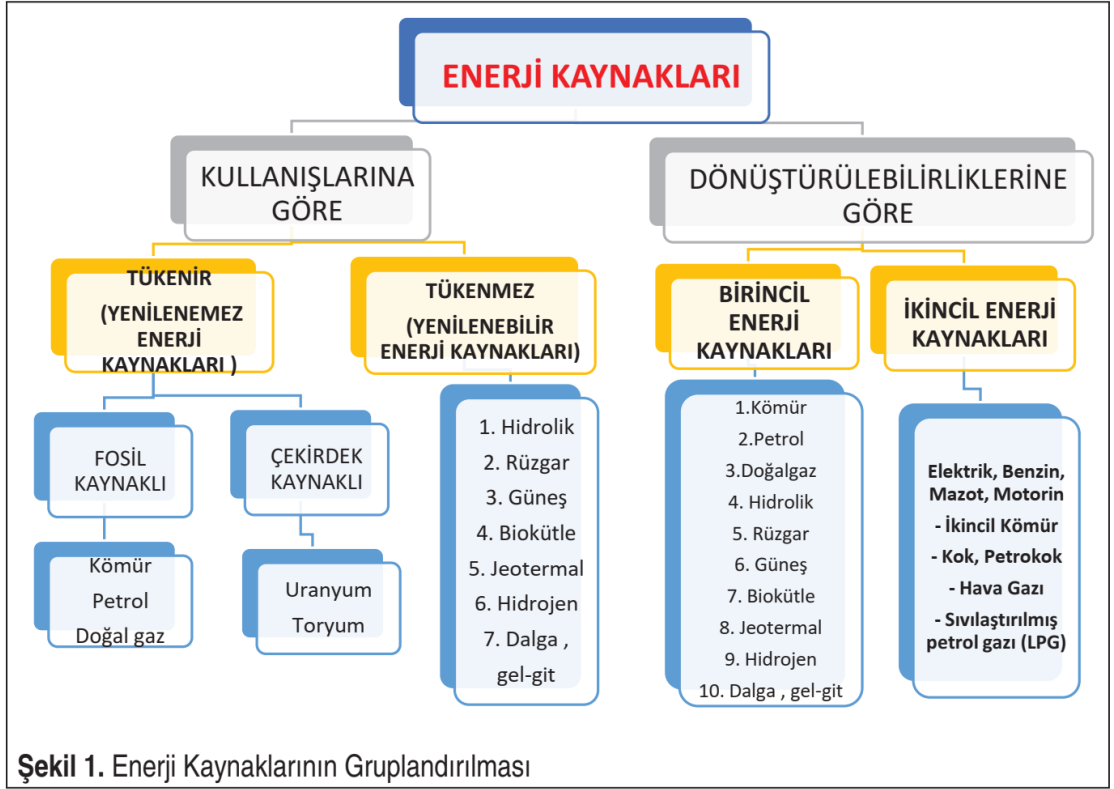 ENERJİ KAYNAKLARI
KULLANIŞLARINA
GÖRE
DÖNÜŞTÜRÜLEBİLİRLİKLERİNE
GÖRE
TÜKENİR
(YENİLENEMEZ
ENERJİ
KAYNAKLARI )
TÜKENMEZ
(YENİLENEBİLİR
ENERJİ KAYNAKLARI)
BİRİNCİL
ENERJİ
KAYNAKLARI
İKİNCİL ENERJİ
KAYNAKLARI
FOSİL
KAYNAKLI
ÇEKİRDEK
KAYNAKLI
Kömür
Petrol
Doğal gaz
Uranyum
Toryum
1. Hidrolik
2. Rüzgar
3. Güneş
4. Biokütle
5. Jeotermal
6. Hidrojen
7. Dalga ,
gel-git
1.Kömür
2.Petrol
3.Doğalgaz
4. Hidrolik
5. Rüzgar
6. Güneş
7. Biokütle
8. Jeotermal
9. Hidrojen
10. Dalga , gel-git
Elektrik, Benzin,
Mazot, Motorin
- İkincil Kömür
- Kok, Petrokok
- Hava Gazı
- Sıvılaştırılmış
petrol gazı (LPG)
Şekil 1. Enerji Kaynaklarının Gruplandırılması